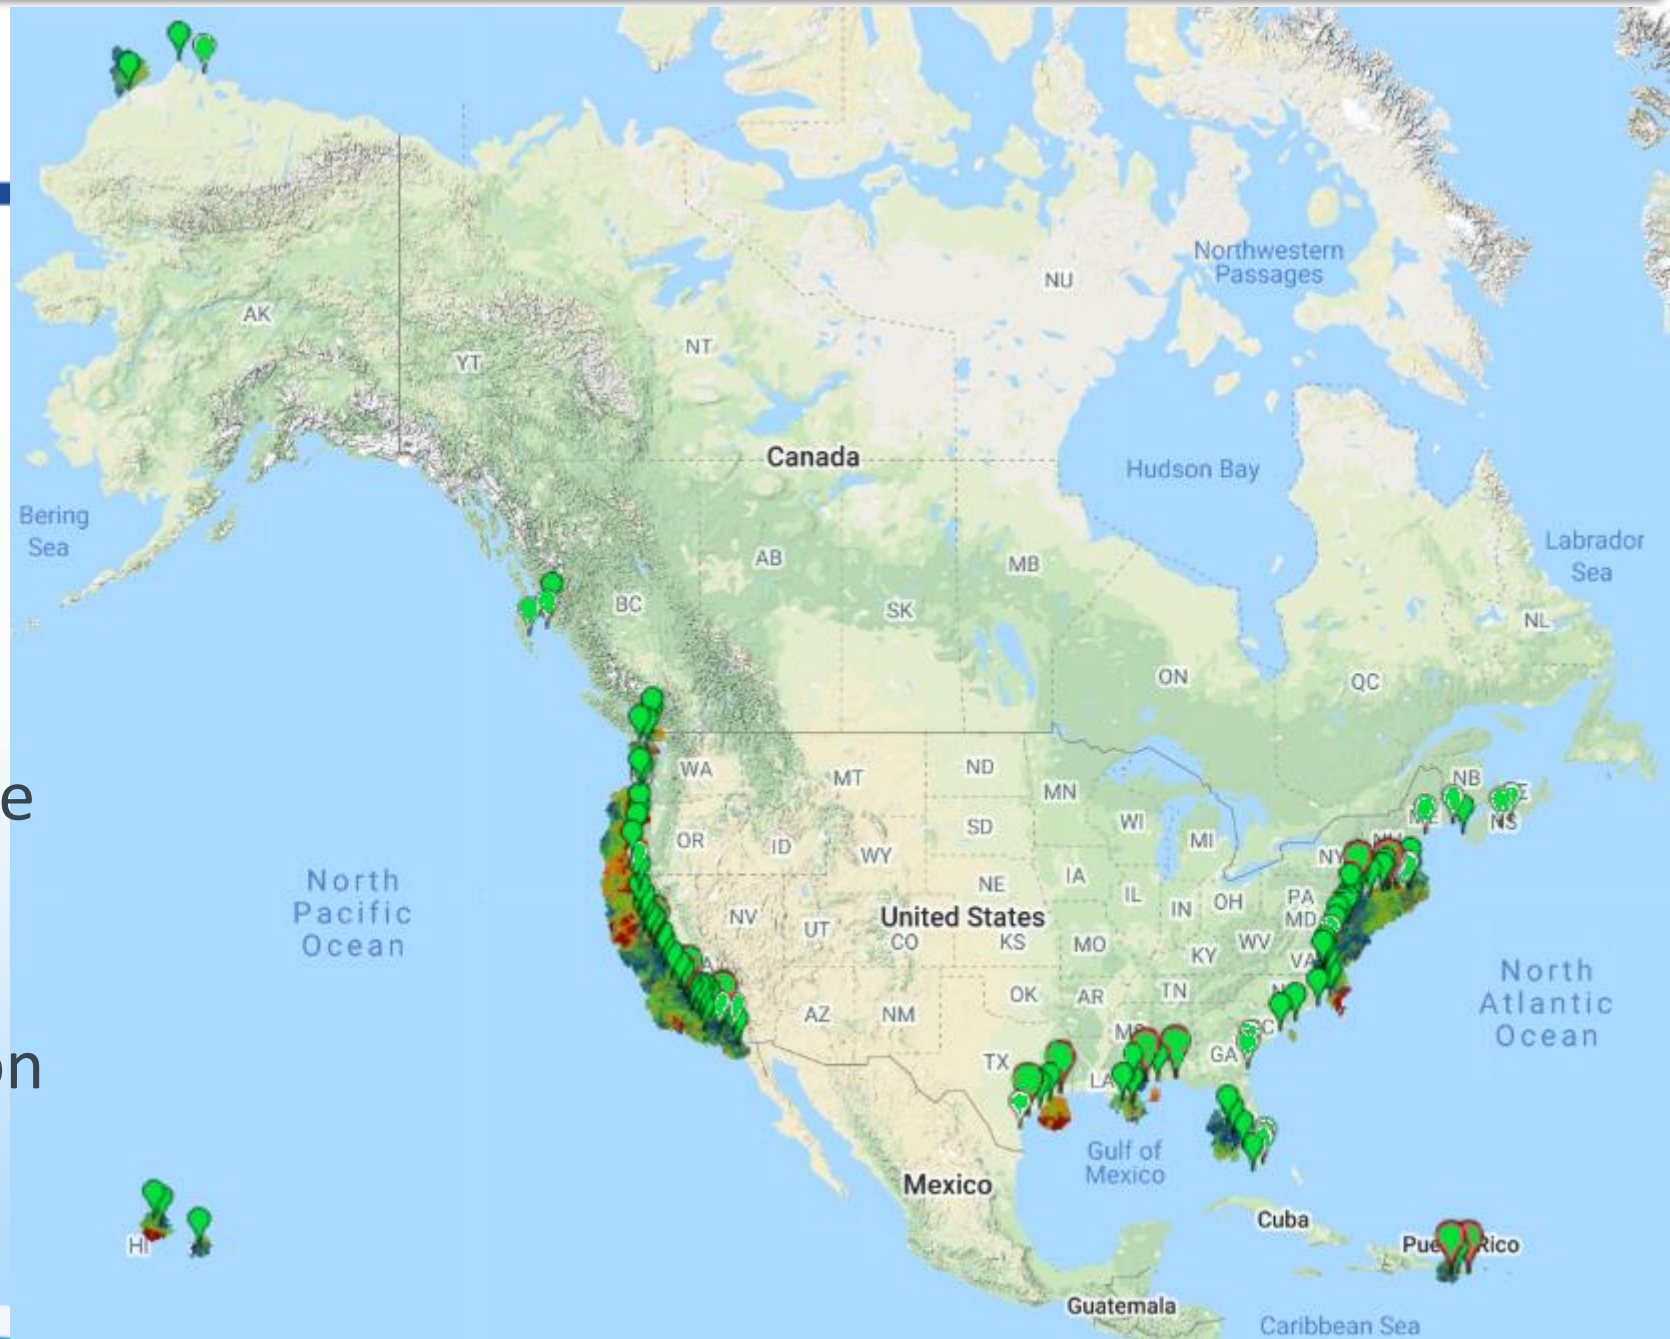 Northwestern
Passages
NU
AK
NT
YT
Canada
Hudson Bay
Bering
Sea
Labrador
Sea
AB
MB
BC
SK
NL
ON
QC
WA
MT
ND
MN
NB
e
OR
ID
WY
SD
WI
MI
NY
NS
North
Pacific
Ocean
NV
UT
CO
NE
IA
IL
IN
OH
PA
MD
United States
KS
MO
KY
WV
VA
AZ
NM
OK
AR
TN
North
Atlantic
Ocean
on
TX
LA
GA
Gulf of
Mexico
Mexico
HI
Cuba
Guatemala
Caribbean Sea